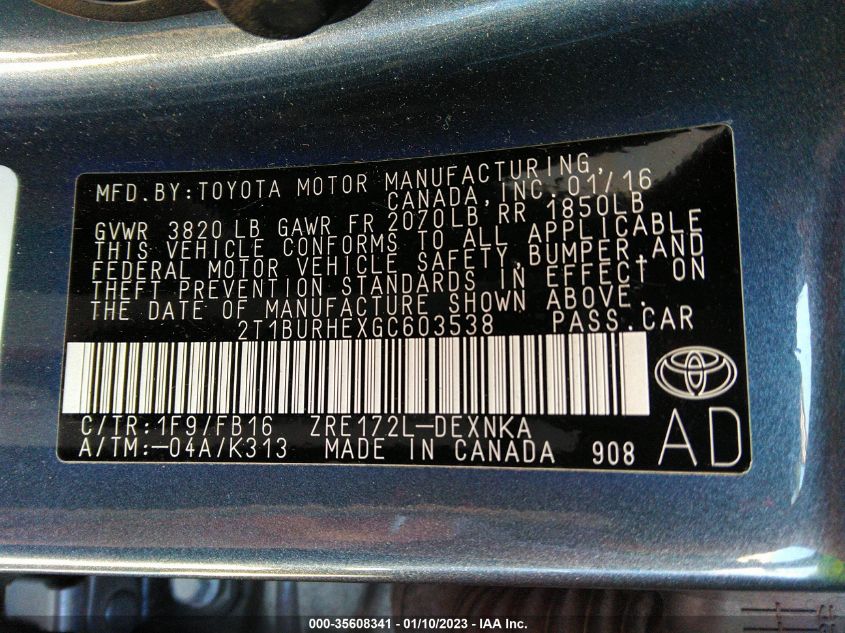 MFD.BY:TOYOTA MOTOR MANUFACTURING,
CANADA, INC. 01/16
GVWR 3820 LB GAWR FR 2070LB RR 1850LB
THIS VEHICLE CONFORMS TO ALL APPLICABLE
FEDERAL MOTOR VEHICLE SAFETY, BUMPER,AND
THEFT PREVENTION STANDARDS IN EFFECT ON
THE DATE OF MANUFACTURE SHOWN ABOVE.
2T1BURHEXGC603538 PASS.CAR
C/TR:1F9/FB16 ZRE172L-DEXNKA
A/TM:-04A/K313 MADE IN CANADA 908
AD
000-35608341 - 01/10/2023 - IAA Inc.